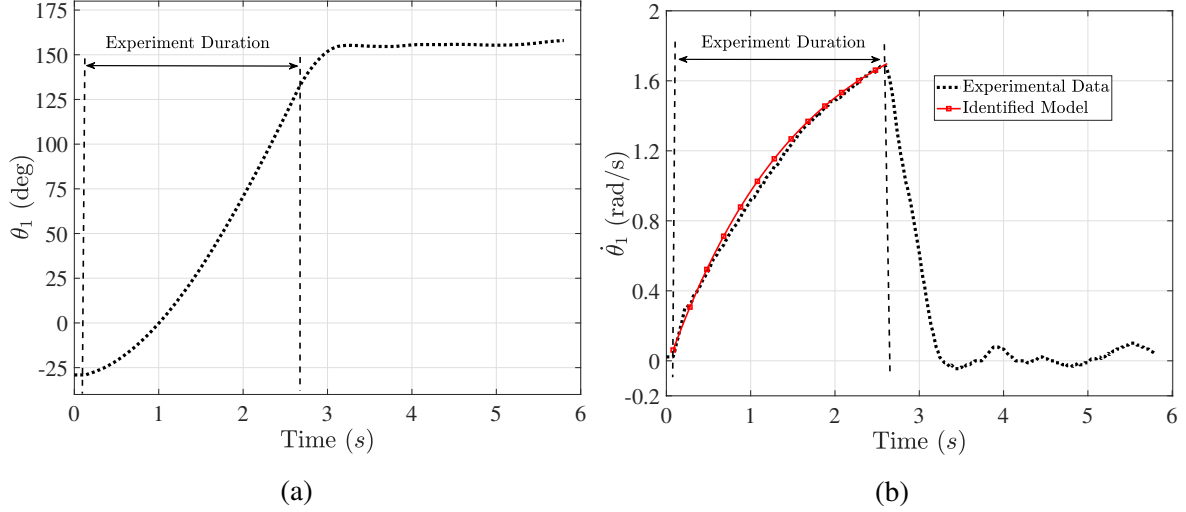 175
150
125
100
75
50
25
0
-25
θ₁ (deg)
Experiment Duration
0 1 2 3 4 5 6
Time (s)
(a)
2
1.6
1.2
0.8
0.4
0
-0.2
θ̇₁ (rad/s)
Experiment Duration
Experimental Data
Identified Model
0 1 2 3 4 5 6
Time (s)
(b)